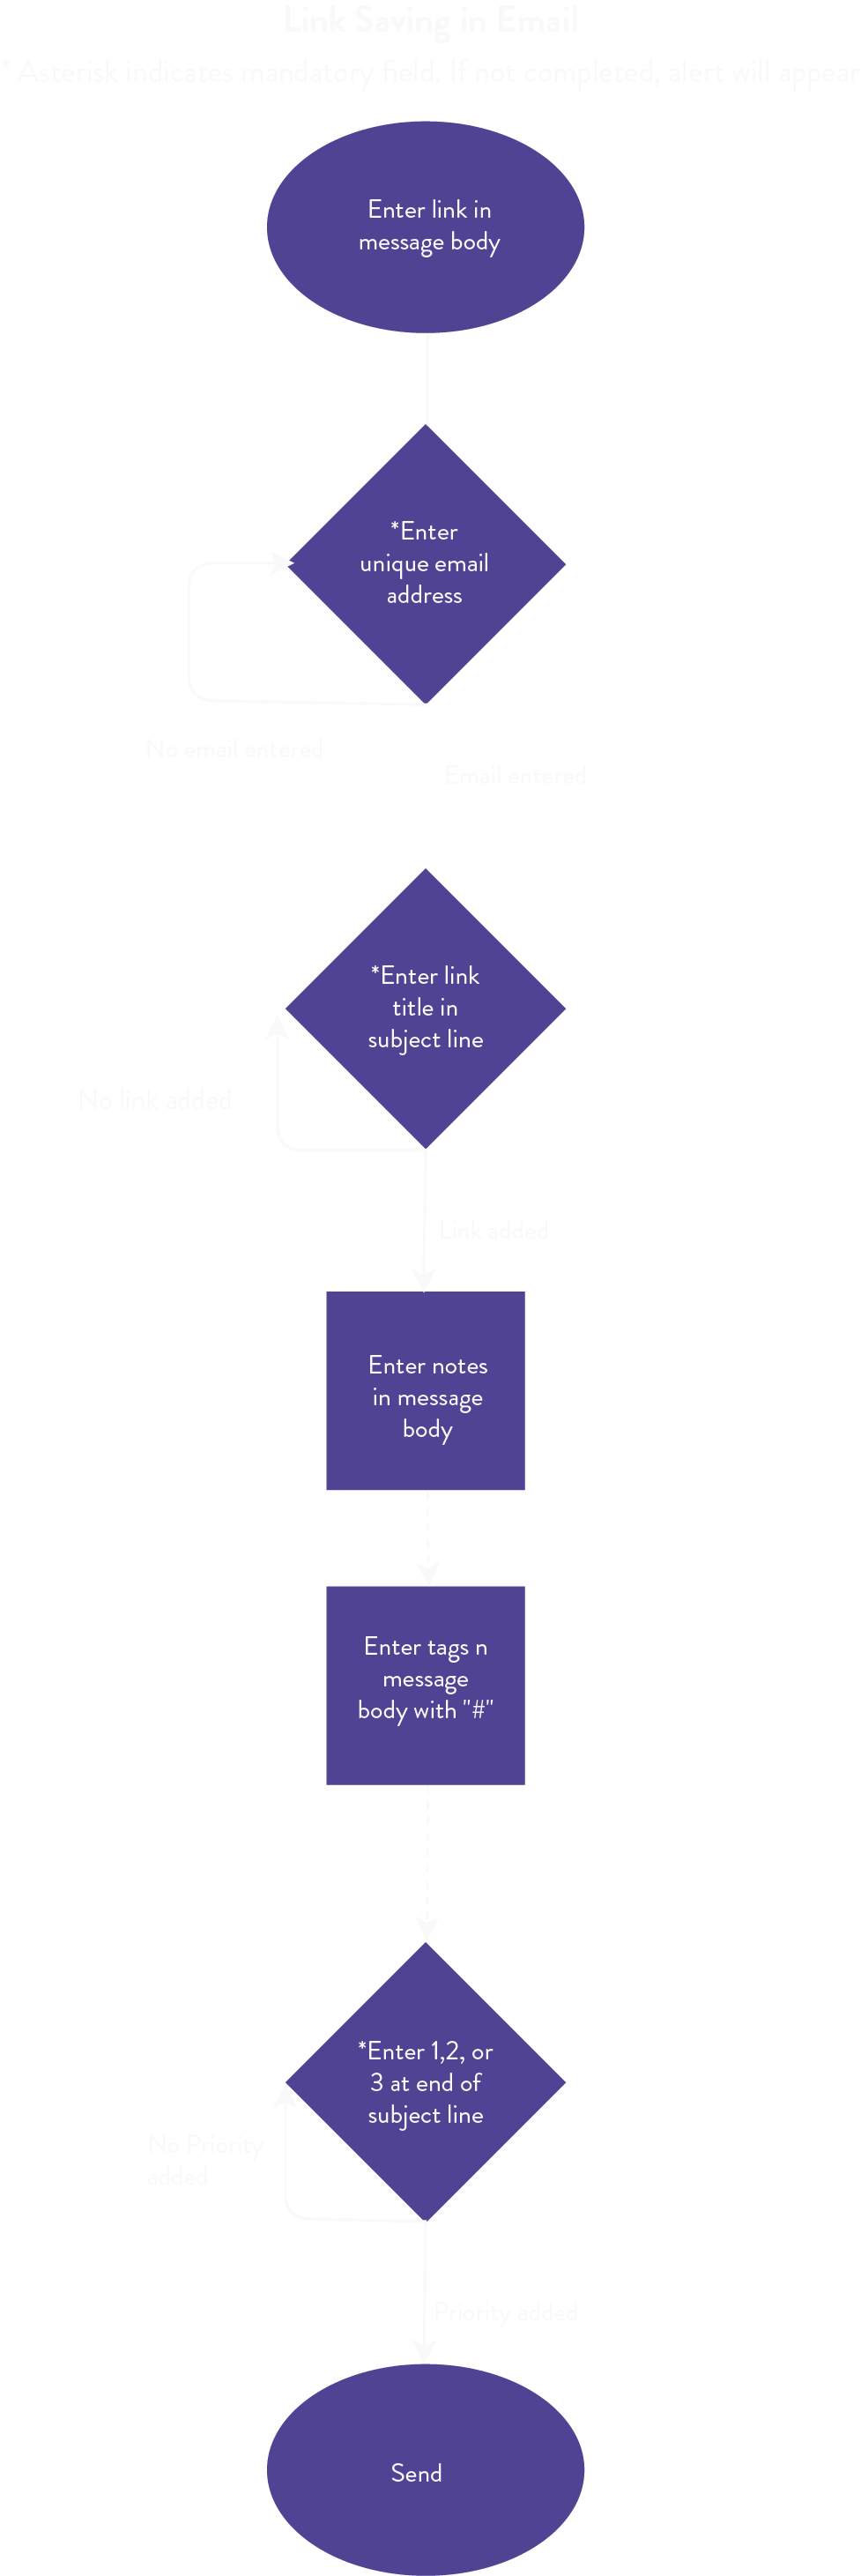 Link Saving in Email
* Asterisk indicates mandatory field. If not completed, alert will appear
Enter link in
message body
*Enter
unique email
address
No email entered
Email entered
*Enter link
title in
subject line
No link added
Link added
Enter notes
in message
body
Enter tags n
message
body with "#"
*Enter 1,2, or
3 at end of
subject line
No Priority
added
Priority added
Send